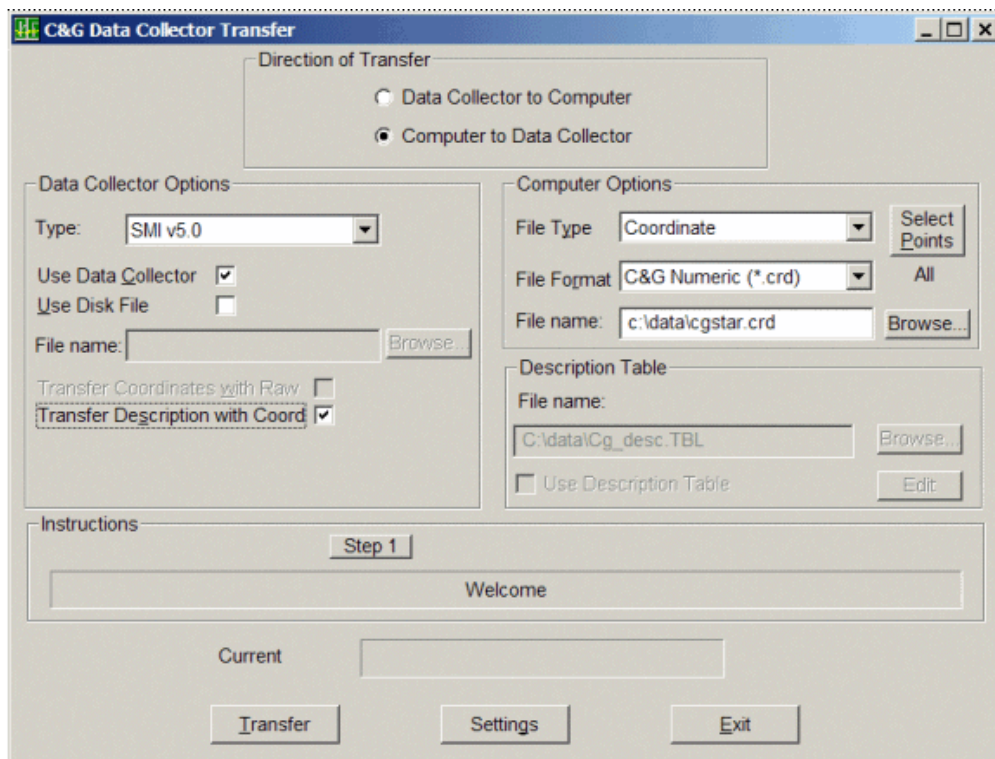 C&G Data Collector Transfer
Direction of Transfer
Data Collector to Computer
Computer to Data Collector
Data Collector Options
Type: SMI v5.0
Use Data Collector
Use Disk File
File name: Browse...
Transfer Coordinates with Raw
Transfer Description with Coord
Computer Options
File Type Coordinate
Select
Points
File Format C&G Numeric (*.crd)
All
File name: c:\data\cgstar.crd Browse...
Description Table
File name:
C:\data\Cg_desc.TBL Browse...
Use Description Table Edit
Instructions
Step 1
Welcome
Current
Transfer Settings Exit